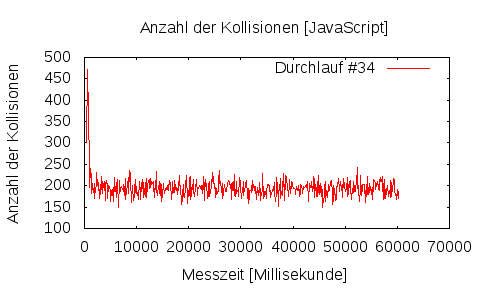 Anzahl der Kollisionen [JavaScript]
Durchlauf #34
Anzahl der Kollisionen
500
450
400
350
300
250
200
150
100
0 10000 20000 30000 40000 50000 60000 70000
Messzeit [Millisekunde]